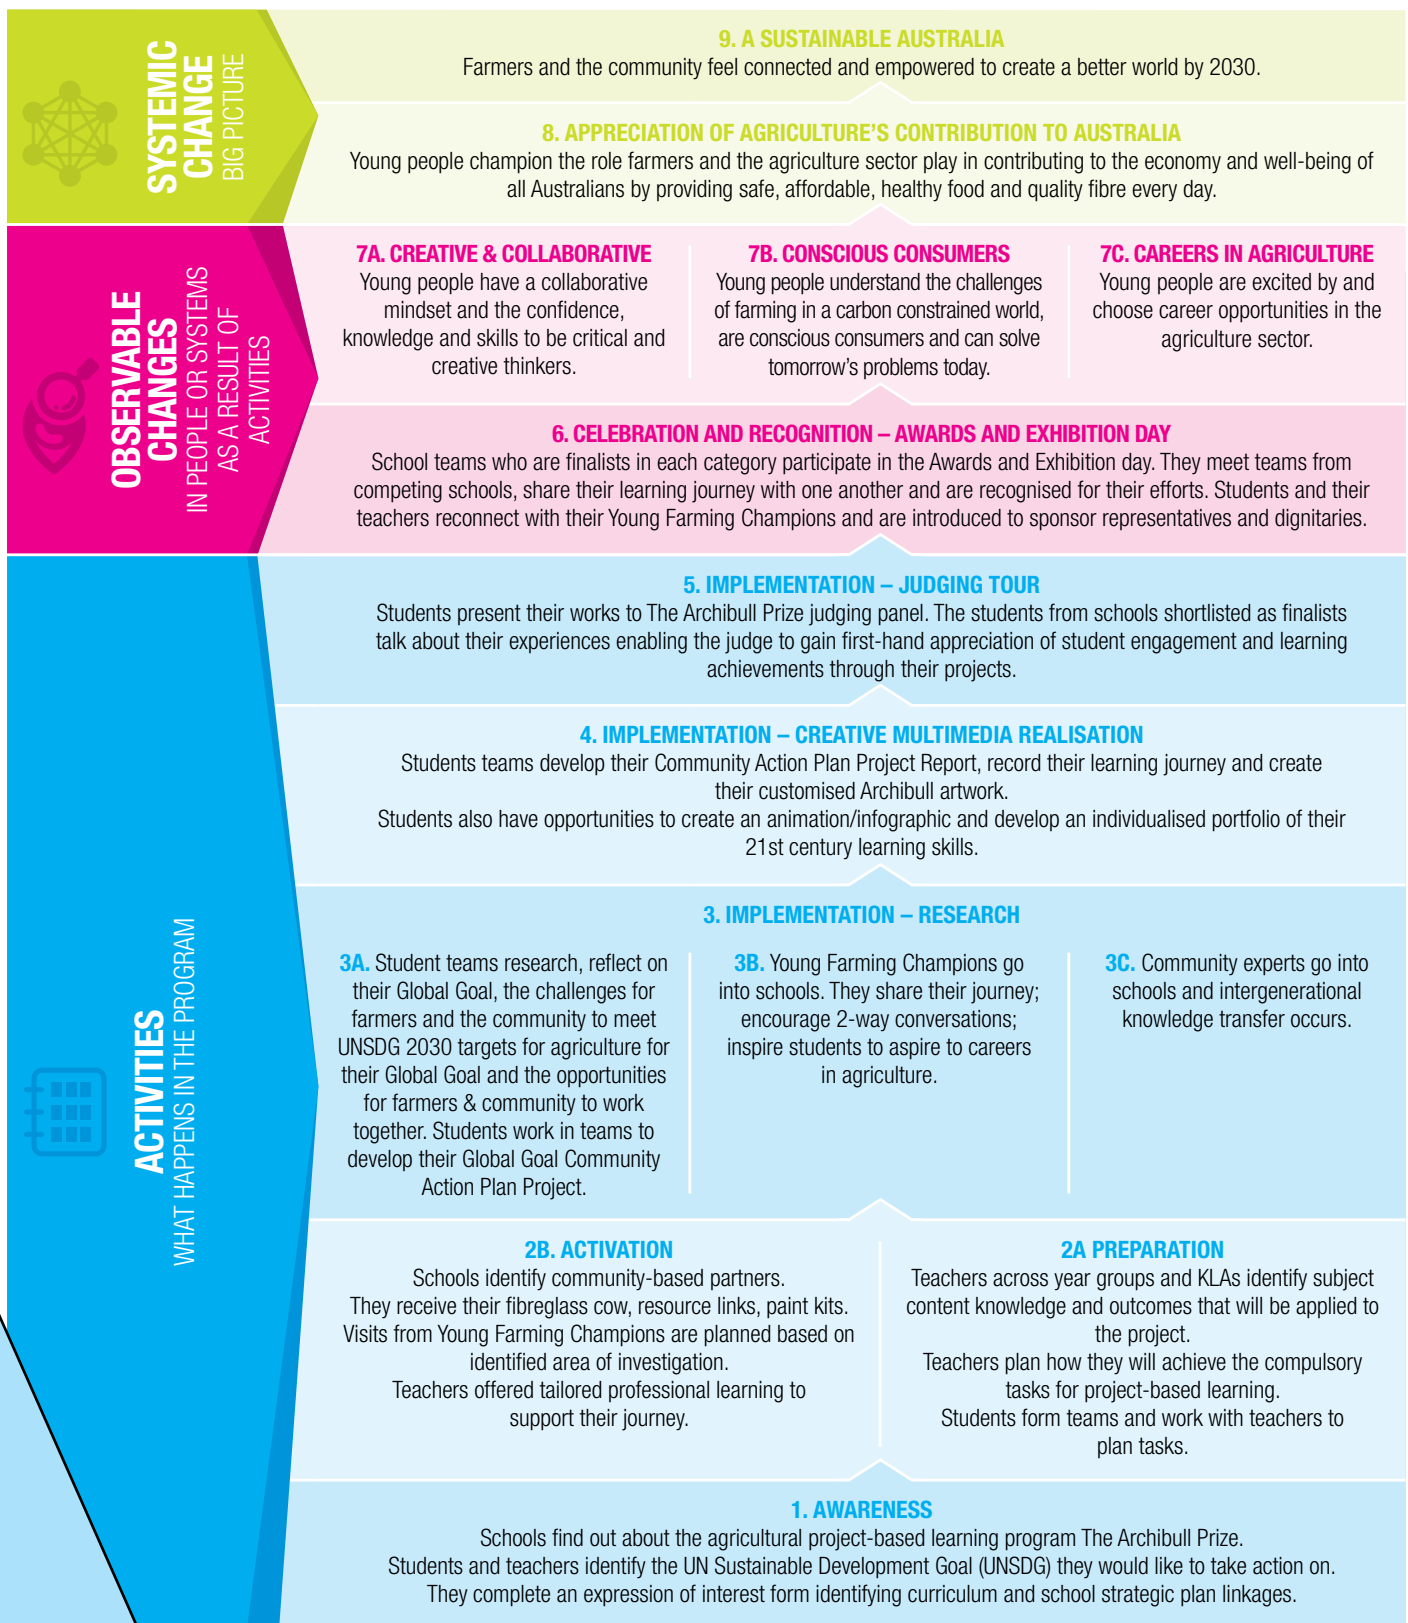 SYSTEMIC
CHANGE
BIG PICTURE
9. A SUSTAINABLE AUSTRALIA
Farmers and the community feel connected and empowered to create a better world by 2030.
8. APPRECIATION OF AGRICULTURE'S CONTRIBUTION TO AUSTRALIA
Young people champion the role farmers and the agriculture sector play in contributing to the economy and well-being of
all Australians by providing safe, affordable, healthy food and quality fibre every day.
OBSERVABLE
CHANGES
IN PEOPLE OR SYSTEMS
AS A RESULT OF
ACTIVITIES
7A. CREATIVE & COLLABORATIVE
Young people have a collaborative
mindset and the confidence,
knowledge and skills to be critical and
creative thinkers.
7B. CONSCIOUS CONSUMERS
Young people understand the challenges
of farming in a carbon constrained world,
are conscious consumers and can solve
tomorrow's problems today.
7C. CAREERS IN AGRICULTURE
Young people are excited by and
choose career opportunities in the
agriculture sector.
6. CELEBRATION AND RECOGNITION – AWARDS AND EXHIBITION DAY
School teams who are finalists in each category participate in the Awards and Exhibition day. They meet teams from
competing schools, share their learning journey with one another and are recognised for their efforts. Students and their
teachers reconnect with their Young Farming Champions and are introduced to sponsor representatives and dignitaries.
ACTIVITIES
WHAT HAPPENS IN THE PROGRAM
5. IMPLEMENTATION – JUDGING TOUR
Students present their works to The Archibull Prize judging panel. The students from schools shortlisted as finalists
talk about their experiences enabling the judge to gain first-hand appreciation of student engagement and learning
achievements through their projects.
4. IMPLEMENTATION – CREATIVE MULTIMEDIA REALISATION
Students teams develop their Community Action Plan Project Report, record their learning journey and create
their customised Archibull artwork.
Students also have opportunities to create an animation/infographic and develop an individualised portfolio of their
21st century learning skills.
3. IMPLEMENTATION – RESEARCH
3A. Student teams research, reflect on
their Global Goal, the challenges for
farmers and the community to meet
UNSDG 2030 targets for agriculture for
their Global Goal and the opportunities
for farmers & community to work
together. Students work in teams to
develop their Global Goal Community
Action Plan Project.
3B. Young Farming Champions go
into schools. They share their journey;
encourage 2-way conversations;
inspire students to aspire to careers
in agriculture.
3C. Community experts go into
schools and intergenerational
knowledge transfer occurs.
2B. ACTIVATION
Schools identify community-based partners.
They receive their fibreglass cow, resource links, paint kits.
Visits from Young Farming Champions are planned based on
identified area of investigation.
Teachers offered tailored professional learning to
support their journey.
2A PREPARATION
Teachers across year groups and KLAs identify subject
content knowledge and outcomes that will be applied to
the project.
Teachers plan how they will achieve the compulsory
tasks for project-based learning.
Students form teams and work with teachers to
plan tasks.
1. AWARENESS
Schools find out about the agricultural project-based learning program The Archibull Prize.
Students and teachers identify the UN Sustainable Development Goal (UNSDG) they would like to take action on.
They complete an expression of interest form identifying curriculum and school strategic plan linkages.